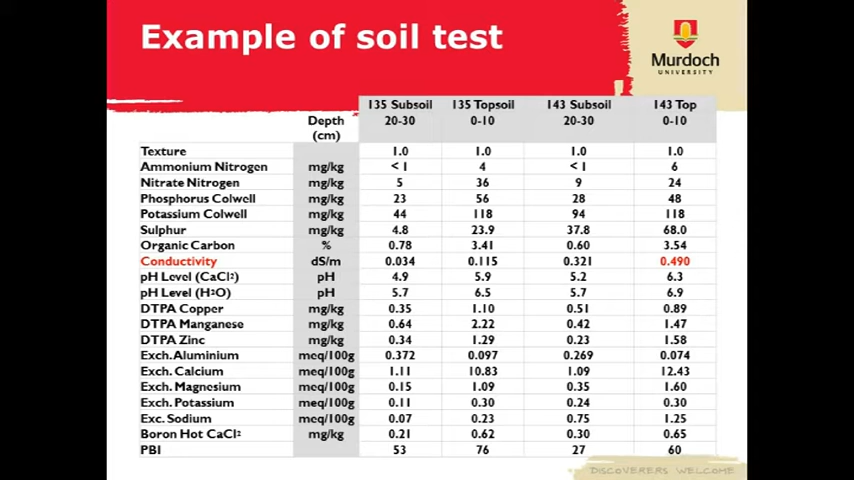 Example of soil test
Murdoch
UNIVERSITY
135 Subsoil 135 Topsoil 143 Subsoil 143 Top
Depth (cm) 20-30 0-10 20-30 0-10
Texture 1.0 1.0 1.0 1.0
Ammonium Nitrogen mg/kg < 1 4 < 1 6
Nitrate Nitrogen mg/kg 5 36 9 24
Phosphorus Colwell mg/kg 23 56 28 48
Potassium Colwell mg/kg 44 118 94 118
Sulphur mg/kg 4.8 23.9 37.8 68.0
Organic Carbon % 0.78 3.41 0.60 3.54
Conductivity dS/m 0.034 0.115 0.321 0.490
pH Level (CaCl²) pH 4.9 5.9 5.2 6.3
pH Level (H²O) pH 5.7 6.5 5.7 6.9
DTPA Copper mg/kg 0.35 1.10 0.51 0.89
DTPA Manganese mg/kg 0.64 2.22 0.42 1.47
DTPA Zinc mg/kg 0.34 1.29 0.23 1.58
Exch. Aluminium meq/100g 0.372 0.097 0.269 0.074
Exch. Calcium meq/100g 1.11 10.83 1.09 12.43
Exch. Magnesium meq/100g 0.15 1.09 0.35 1.60
Exch. Potassium meq/100g 0.11 0.30 0.24 0.30
Exc. Sodium meq/100g 0.07 0.23 0.75 1.25
Boron Hot CaCl² mg/kg 0.21 0.62 0.30 0.65
PBI 53 76 27 60
DISCOVERERS WELCOME